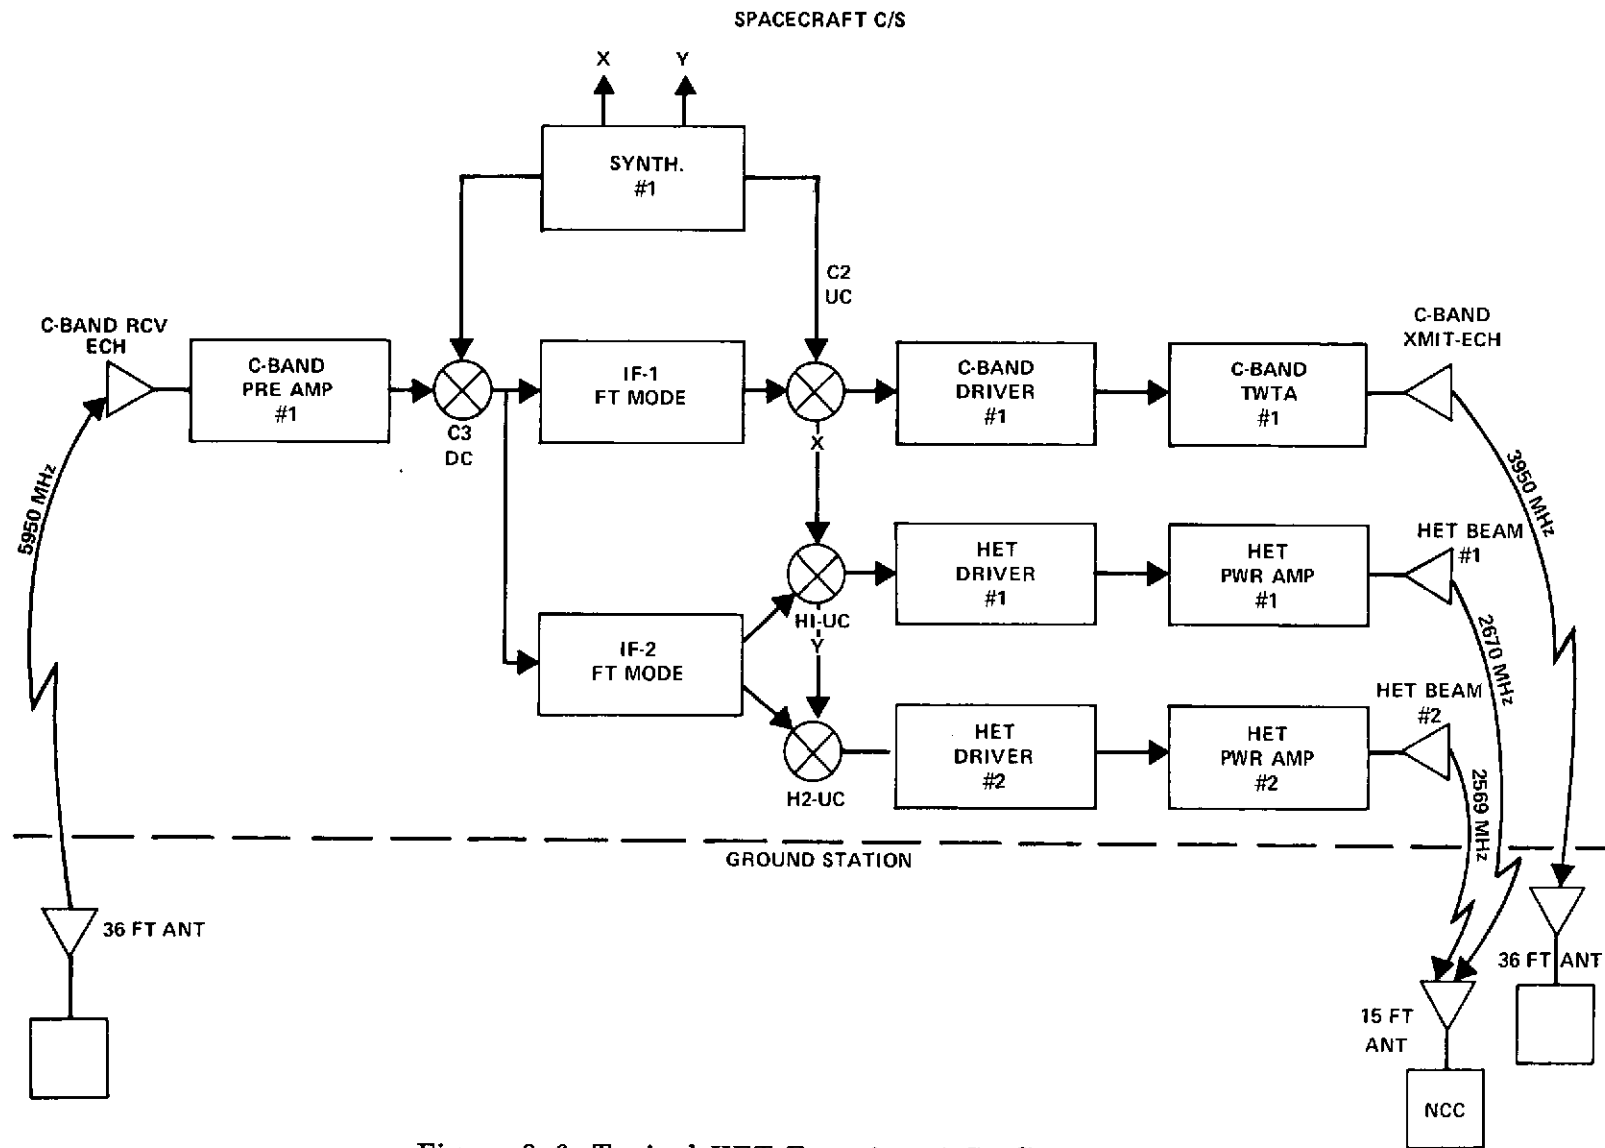 SPACECRAFT C/S
X
Y
SYNTH.
#1
C2
UC
C-BAND RCV
ECH
C-BAND
PRE AMP
#1
C3
DC
IF-1
FT MODE
C-BAND
DRIVER
#1
C-BAND
TWTA
#1
C-BAND
XMIT-ECH
5950 MHz
3950 MHz
X
HET
DRIVER
#1
HET
PWR AMP
#1
HET BEAM
#1
H1-UC
Y
2670 MHz
IF-2
FT MODE
HET
DRIVER
#2
HET
PWR AMP
#2
HET BEAM
#2
H2-UC
2569 MHz
GROUND STATION
36 FT ANT
36 FT ANT
15 FT
ANT
NCC